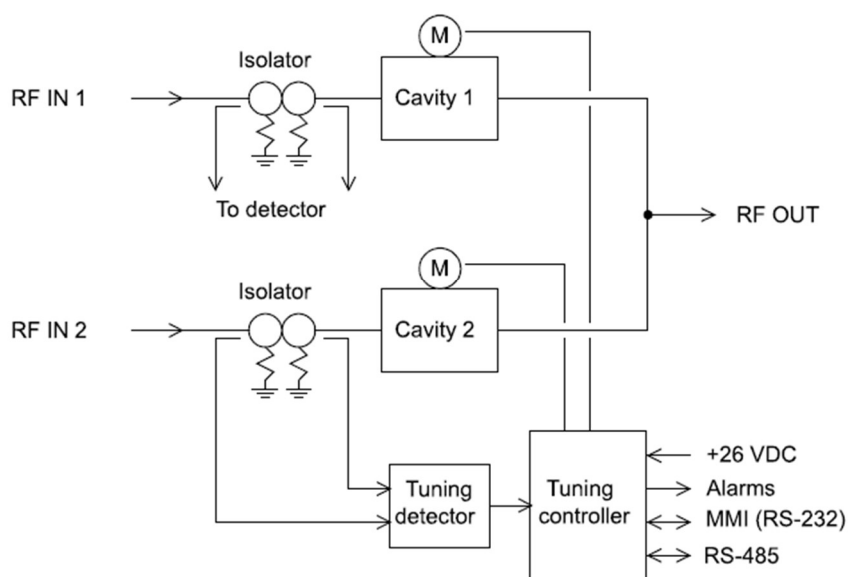 M
Isolator
RF IN 1
Cavity 1
To detector
RF OUT
M
Isolator
RF IN 2
Cavity 2
+26 VDC
Tuning
detector
Tuning
controller
Alarms
MMI (RS-232)
RS-485